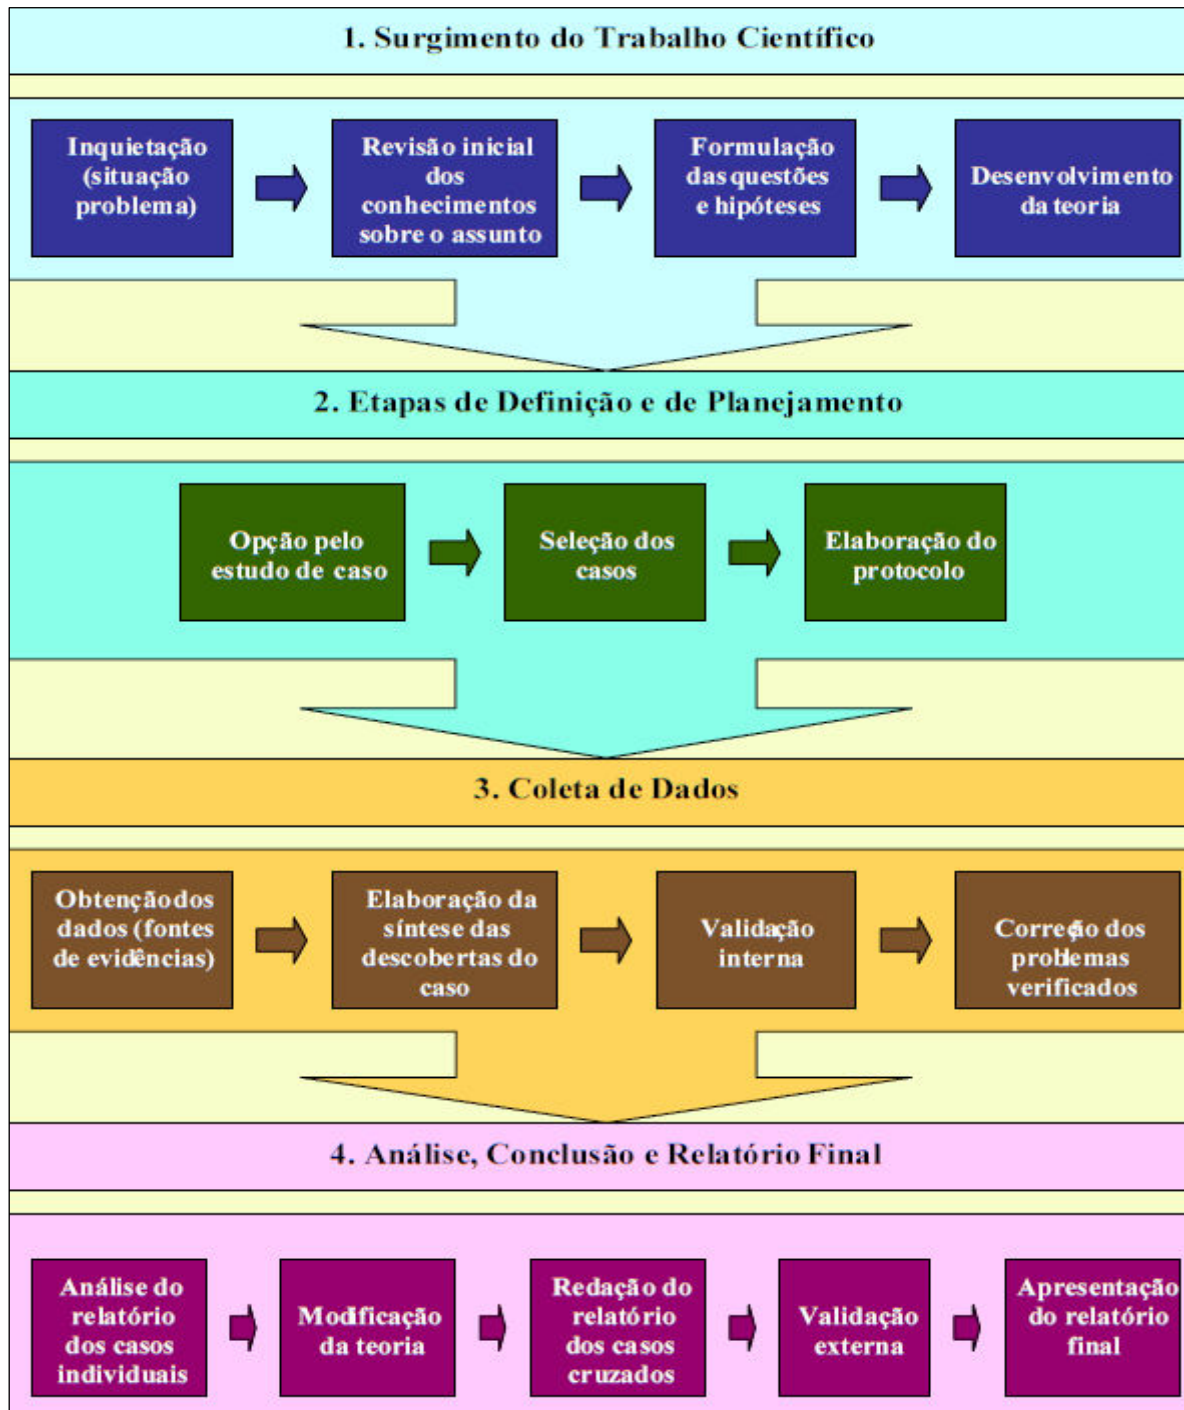 1. Surgimento do Trabalho Científico
Inquietação
(situação
problema)
Revisão inicial
dos
conhecimentos
sobre o assunto
Formulação
das questões
e hipóteses
Desenvolvimento
da teoria
2. Etapas de Definição e de Planejamento
Opção pelo
estudo de caso
Seleção dos
casos
Elaboração do
protocolo
3. Coleta de Dados
Obtenção dos
dados (fontes
de evidências)
Elaboração da
síntese das
descobertas do
caso
Validação
interna
Correção dos
problemas
verificados
4. Análise, Conclusão e Relatório Final
Análise do
relatório
dos casos
individuais
Modificação
da teoria
Redação do
relatório
dos casos
cruzados
Validação
externa
Apresentação
do relatório
final